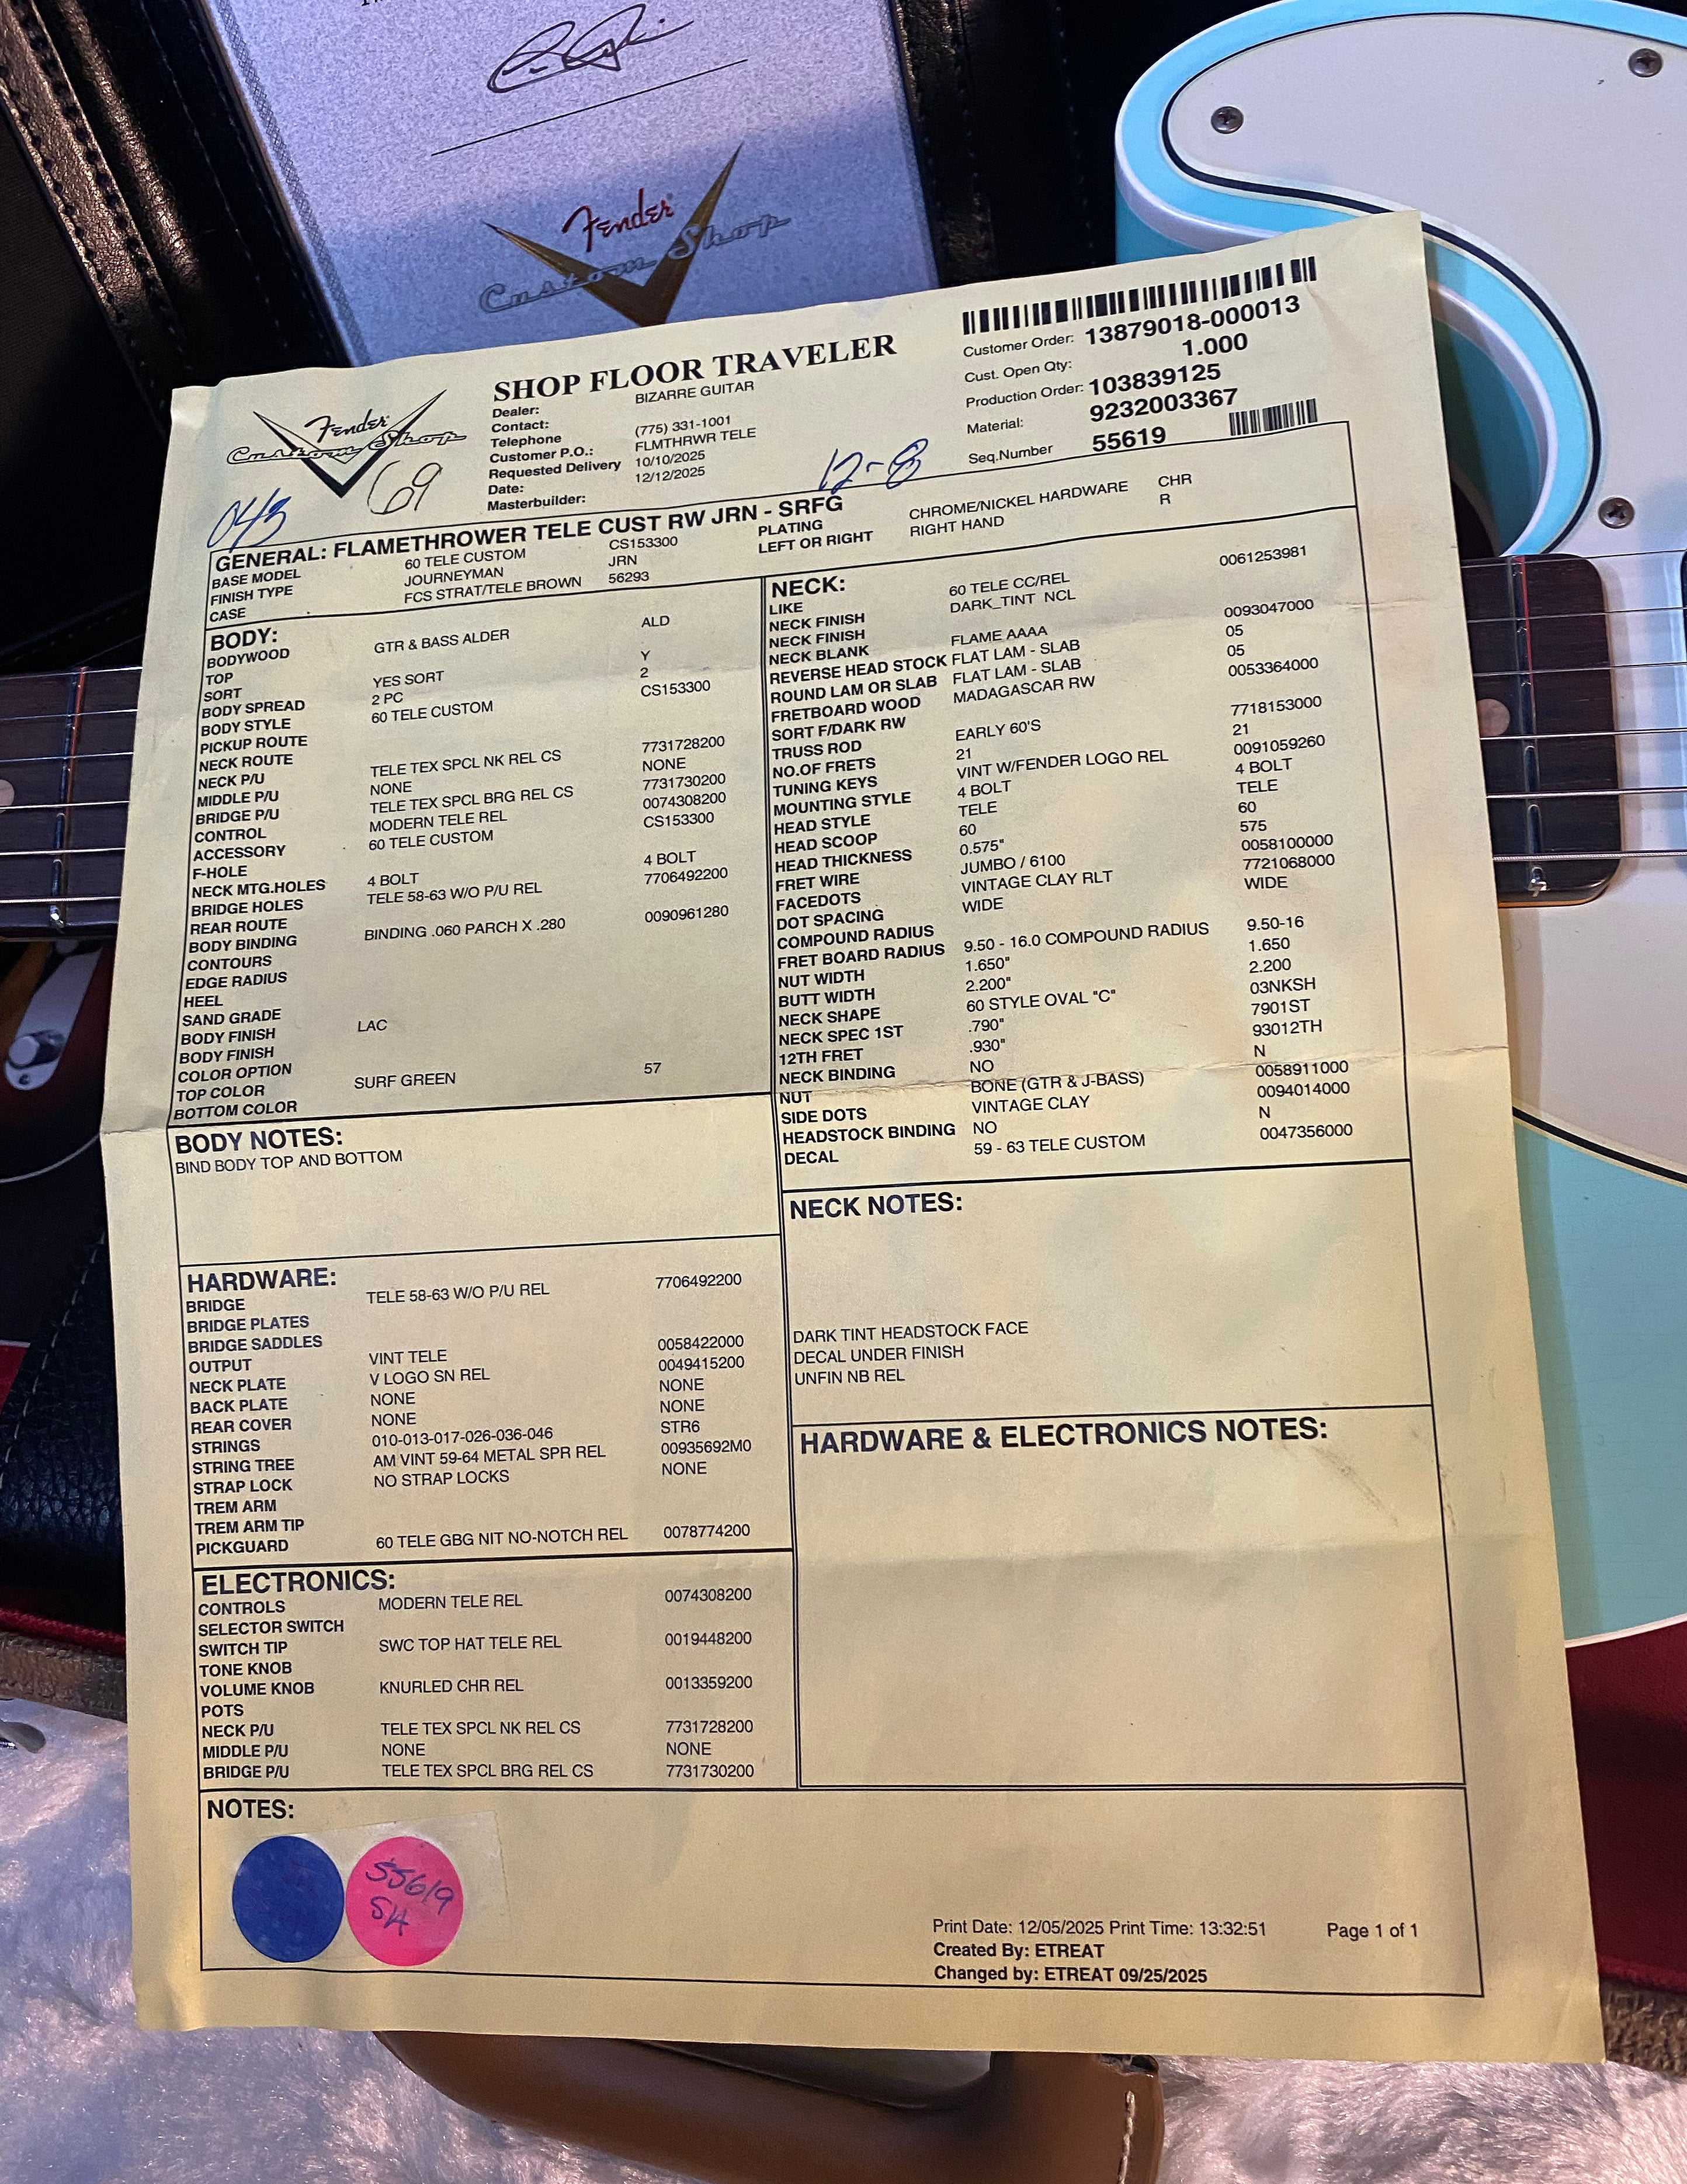 Fender
Custom Shop
SHOP FLOOR TRAVELER
Dealer: BIZARRE GUITAR
Contact:
Telephone (775) 331-1001
Customer P.O.: FLMTHRWR TELE
Requested Delivery 10/10/2025
Date: 12/12/2025
Masterbuilder:
Customer Order: 13879018-000013
Cust. Open Qty: 1.000
Production Order: 103839125
Material: 9232003367
Seq.Number 55619
Fender
Custom Shop
043
69
12-8
GENERAL: FLAMETHROWER TELE CUST RW JRN - SRFG
BASE MODEL 60 TELE CUSTOM CS153300
FINISH TYPE JOURNEYMAN JRN
CASE FCS STRAT/TELE BROWN 56293
PLATING CHROME/NICKEL HARDWARE CHR
LEFT OR RIGHT RIGHT HAND R
BODY:
BODYWOOD GTR & BASS ALDER ALD
TOP
SORT YES SORT Y
BODY SPREAD 2 PC 2
BODY STYLE 60 TELE CUSTOM CS153300
PICKUP ROUTE
NECK ROUTE
NECK P/U TELE TEX SPCL NK REL CS 7731728200
MIDDLE P/U NONE NONE
BRIDGE P/U TELE TEX SPCL BRG REL CS 7731730200
CONTROL MODERN TELE REL 0074308200
ACCESSORY 60 TELE CUSTOM CS153300
F-HOLE
NECK MTG.HOLES 4 BOLT 4 BOLT
BRIDGE HOLES TELE 58-63 W/O P/U REL 7706492200
REAR ROUTE
BODY BINDING BINDING .060 PARCH X .280 0090961280
CONTOURS
EDGE RADIUS
HEEL
SAND GRADE
BODY FINISH LAC
BODY FINISH
COLOR OPTION
TOP COLOR SURF GREEN 57
BOTTOM COLOR
BODY NOTES:
BIND BODY TOP AND BOTTOM
HARDWARE:
BRIDGE TELE 58-63 W/O P/U REL 7706492200
BRIDGE PLATES
BRIDGE SADDLES
OUTPUT VINT TELE 0058422000
NECK PLATE V LOGO SN REL 0049415200
BACK PLATE NONE NONE
REAR COVER NONE NONE
STRINGS 010-013-017-026-036-046 STR6
STRING TREE AM VINT 59-64 METAL SPR REL 00935692M0
STRAP LOCK NO STRAP LOCKS NONE
TREM ARM
TREM ARM TIP
PICKGUARD 60 TELE GBG NIT NO-NOTCH REL 0078774200
ELECTRONICS:
CONTROLS MODERN TELE REL 0074308200
SELECTOR SWITCH
SWITCH TIP SWC TOP HAT TELE REL 0019448200
TONE KNOB
VOLUME KNOB KNURLED CHR REL 0013359200
POTS
NECK P/U TELE TEX SPCL NK REL CS 7731728200
MIDDLE P/U NONE NONE
BRIDGE P/U TELE TEX SPCL BRG REL CS 7731730200
NECK:
LIKE 60 TELE CC/REL 0061253981
NECK FINISH DARK_TINT NCL
NECK FINISH
NECK BLANK FLAME AAAA 0093047000
REVERSE HEAD STOCK FLAT LAM - SLAB 05
ROUND LAM OR SLAB FLAT LAM - SLAB 05
FRETBOARD WOOD MADAGASCAR RW 0053364000
SORT F/DARK RW
TRUSS ROD EARLY 60'S 7718153000
NO.OF FRETS 21 21
TUNING KEYS VINT W/FENDER LOGO REL 0091059260
MOUNTING STYLE 4 BOLT 4 BOLT
HEAD STYLE TELE TELE
HEAD SCOOP 60 60
HEAD THICKNESS 0.575" 575
FRET WIRE JUMBO / 6100 0058100000
FACEDOTS VINTAGE CLAY RLT 7721068000
DOT SPACING WIDE WIDE
COMPOUND RADIUS
FRET BOARD RADIUS 9.50 - 16.0 COMPOUND RADIUS 9.50-16
NUT WIDTH 1.650" 1.650
BUTT WIDTH 2.200" 2.200
NECK SHAPE 60 STYLE OVAL "C" 03NKSH
NECK SPEC 1ST .790" 7901ST
12TH FRET .930" 93012TH
NECK BINDING NO N
NUT BONE (GTR & J-BASS) 0058911000
SIDE DOTS VINTAGE CLAY 0094014000
HEADSTOCK BINDING NO N
DECAL 59 - 63 TELE CUSTOM 0047356000
NECK NOTES:
DARK TINT HEADSTOCK FACE
DECAL UNDER FINISH
UNFIN NB REL
HARDWARE & ELECTRONICS NOTES:
NOTES:
55619
SH
Print Date: 12/05/2025 Print Time: 13:32:51 Page 1 of 1
Created By: ETREAT
Changed by: ETREAT 09/25/2025